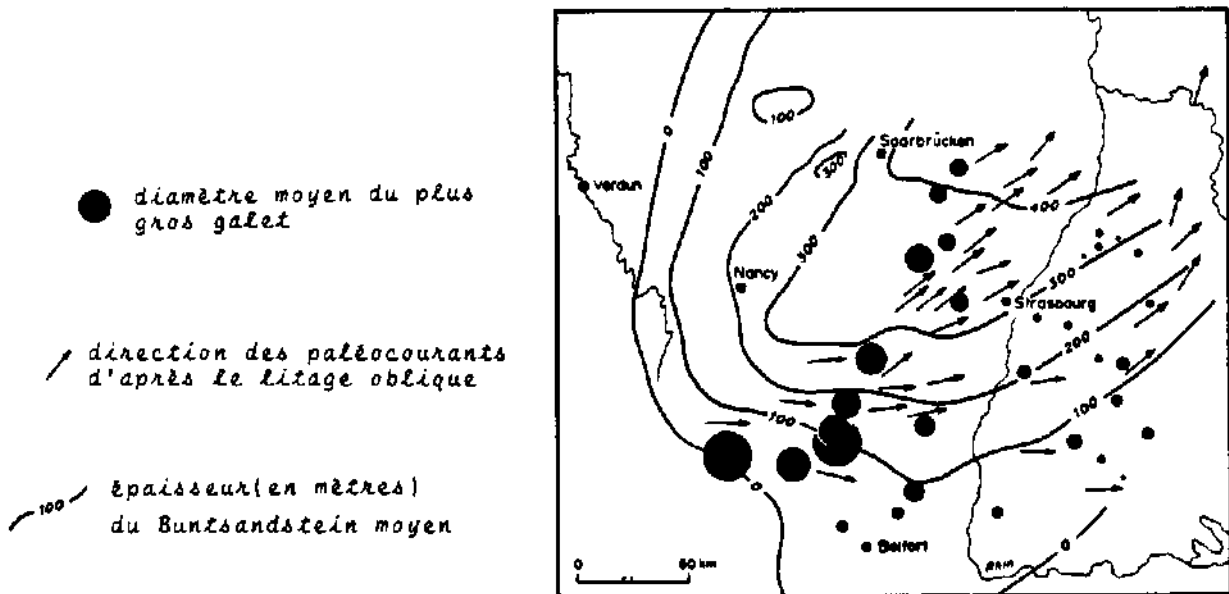 diamètre moyen du plus
gros galet
direction des paléocourants
d'après le litage oblique
100
épaisseur(en mètres)
du Buntsandstein moyen
0
100
100
Saarbrücken
Verdun
200
300
400
300
Nancy
300
Strasbourg
200
100
100
0
Belfort
0
0
50 km